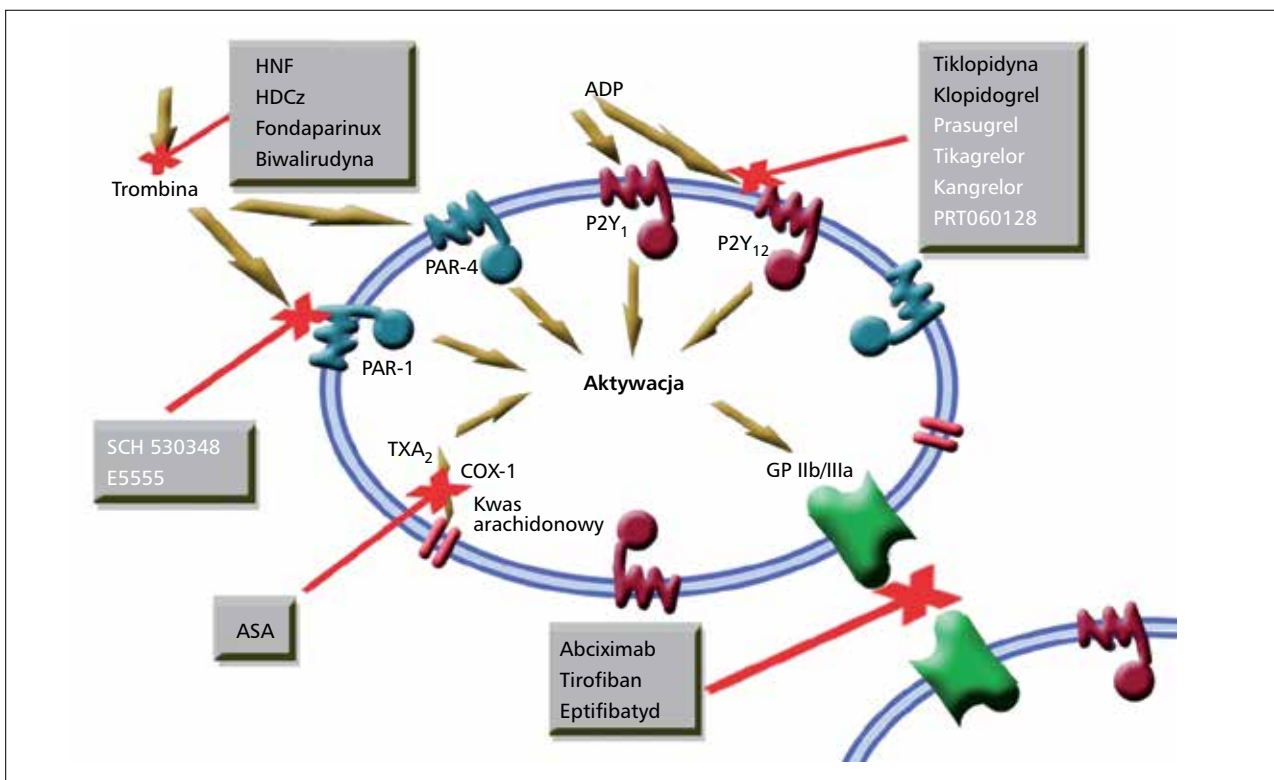 HNF
HDCz
Fondaparinux
Biwalirudyna
ADP
Tiklopidyna
Klopidogrel
Prasugrel
Tikagrelor
Kangrelor
PRT060128
Trombina
P2Y₁
P2Y₁₂
PAR-4
PAR-1
Aktywacja
SCH 530348
E5555
TXA₂
COX-1
Kwas
arachidonowy
GP IIb/IIIa
ASA
Abciximab
Tirofiban
Eptifibatyd